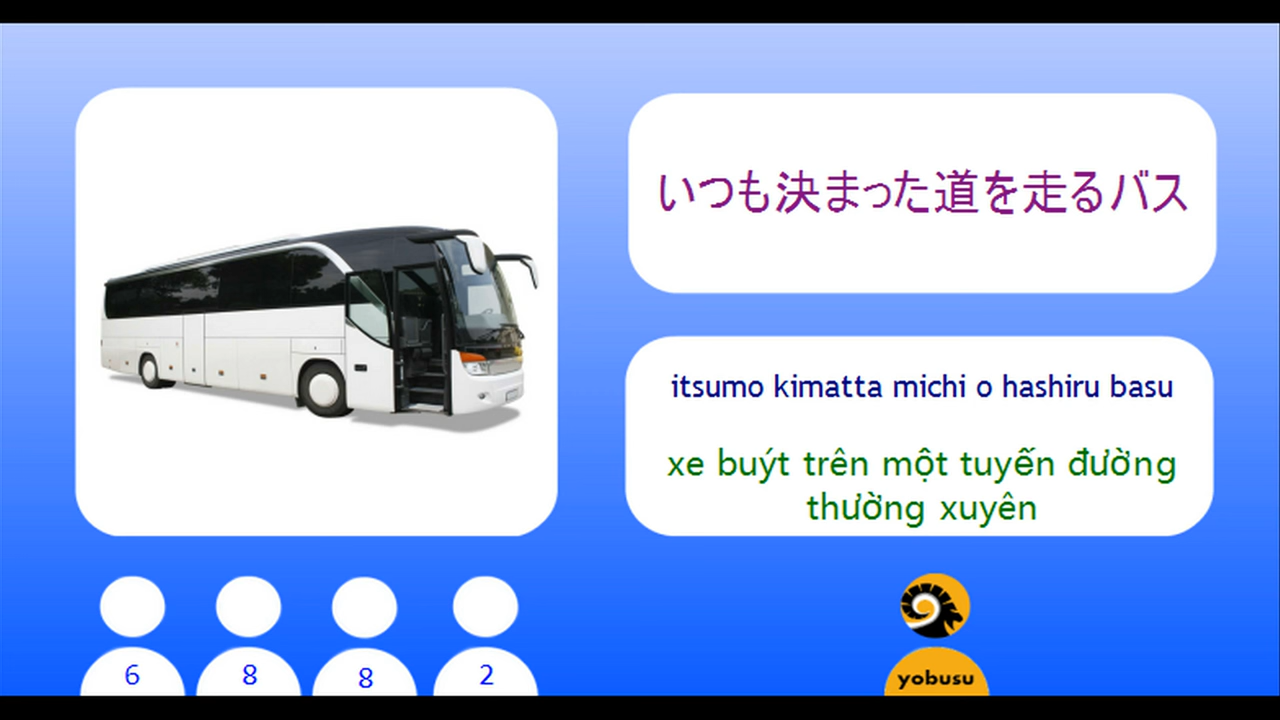 いつも決まった道を走るバス
itsumo kimatta michi o hashiru basu
xe buýt trên một tuyến đường
thường xuyên
6 8 8 2
yobusu